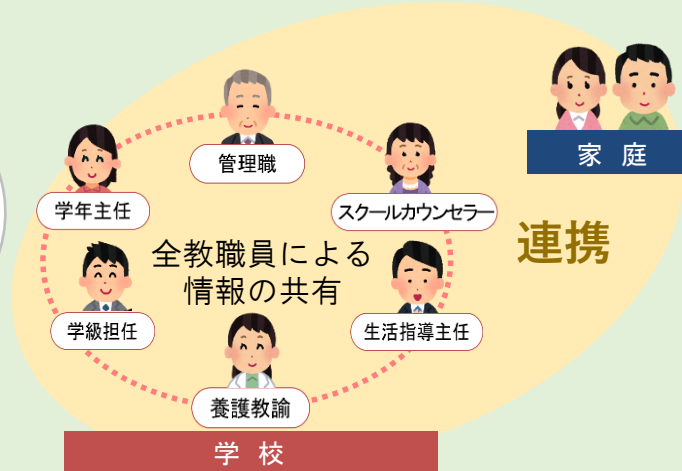 家庭
管理職
学年主任
スクールカウンセラー
連携
全教職員による
情報の共有
学級担任
生活指導主任
養護教諭
学校